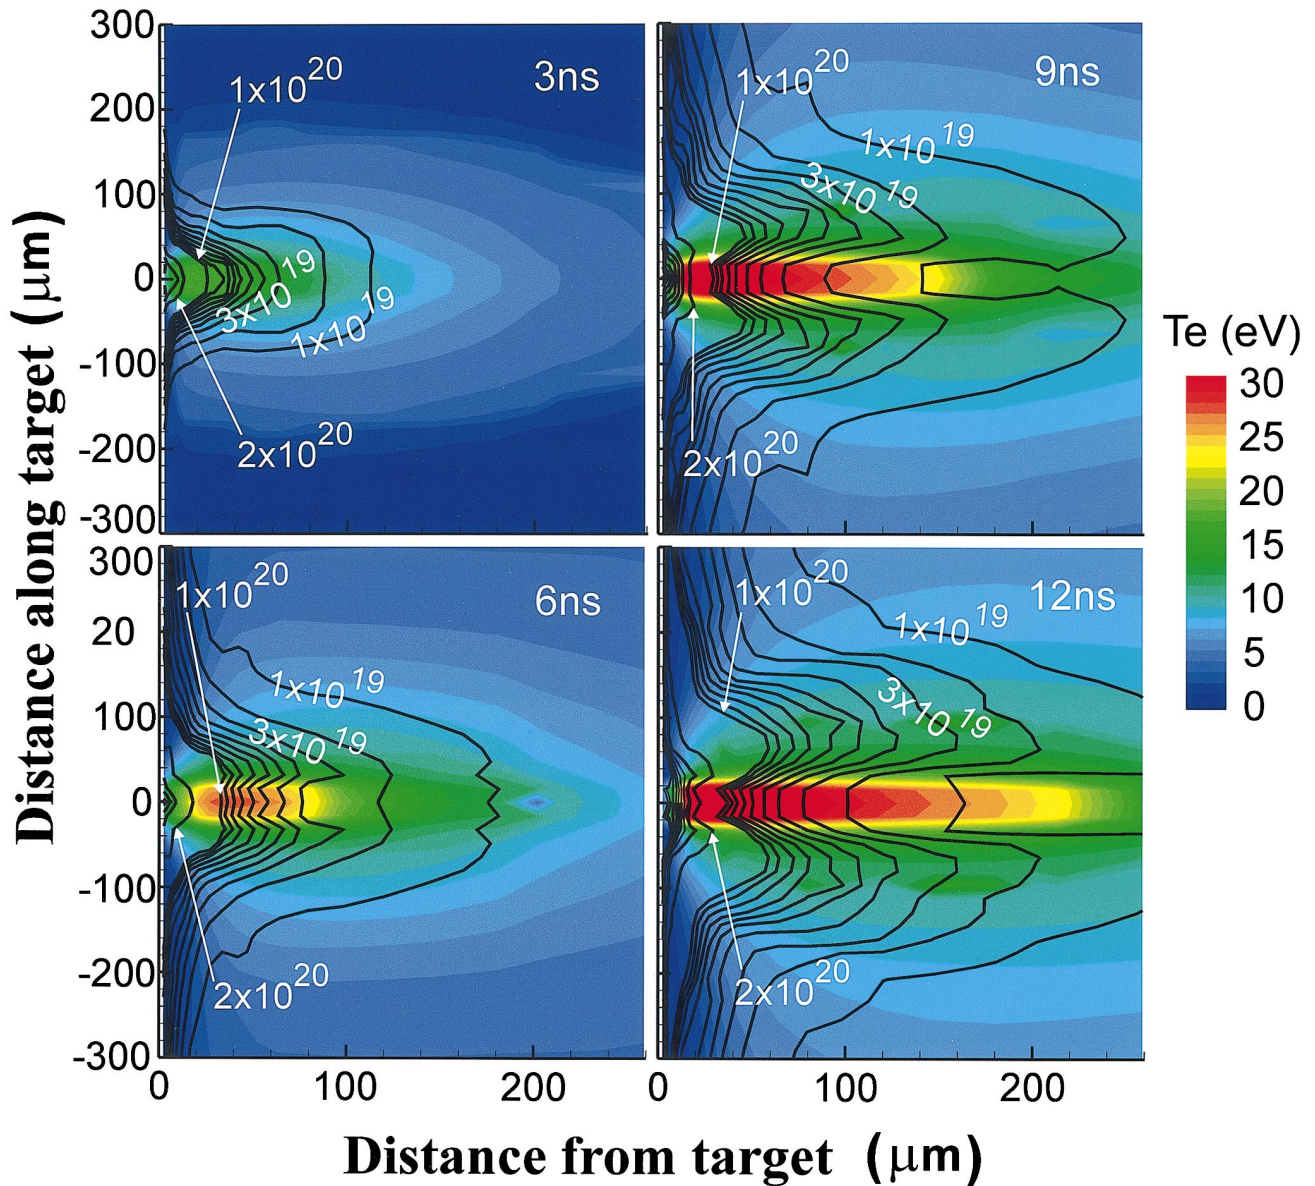 Distance along target (μm)
300
200
100
0
-100
-200
-300
1x10^20
3ns
3x10^19
1x10^19
2x10^20
1x10^20
9ns
1x10^19
3x10^19
2x10^20
300
20
100
0
-100
-200
-300
1x10^20
6ns
1x10^19
3x10^19
2x10^20
1x10^20
12ns
1x10^19
3x10^19
2x10^20
0
100
200
0
100
200
Distance from target (μm)
Te (eV)
30
25
20
15
10
5
0